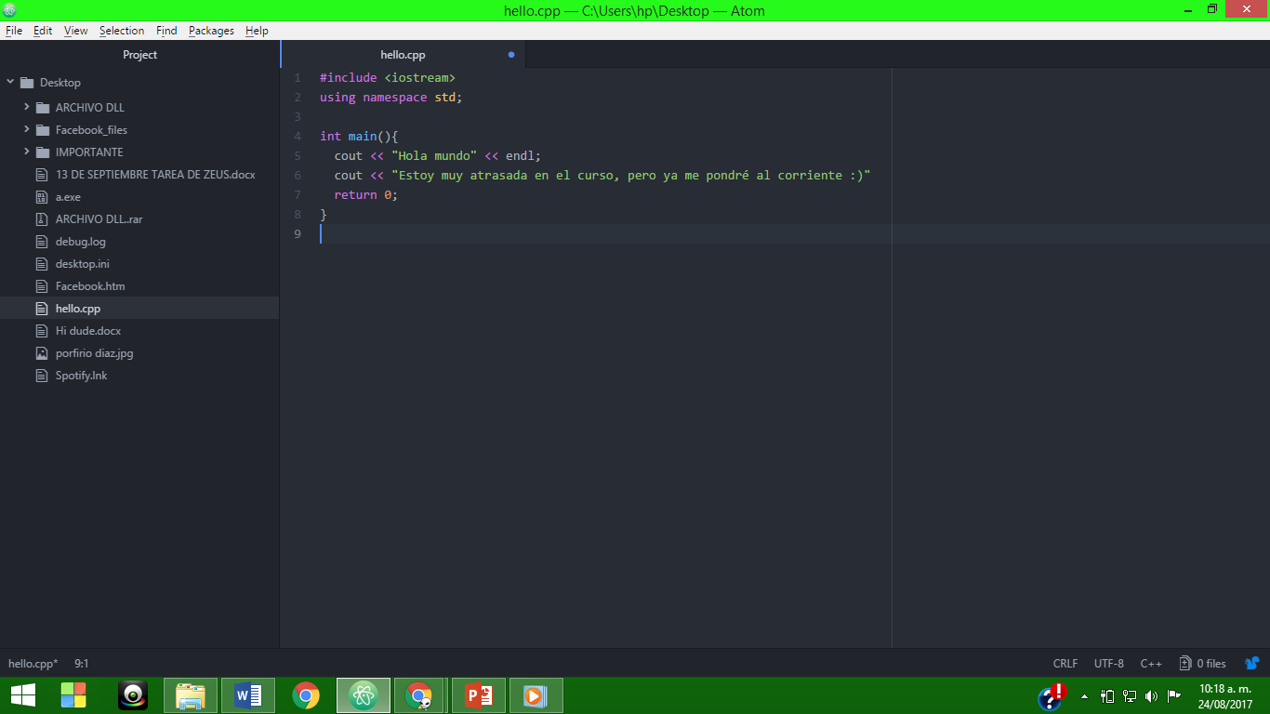 hello.cpp — C:\Users\hp\Desktop — Atom
File Edit View Selection Find Packages Help
Project
hello.cpp
Desktop
ARCHIVO DLL
Facebook_files
IMPORTANTE
13 DE SEPTIEMBRE TAREA DE ZEUS.docx
a.exe
ARCHIVO DLL..rar
debug.log
desktop.ini
Facebook.htm
hello.cpp
Hi dude.docx
porfirio diaz.jpg
Spotify.lnk
1 #include <iostream>
2 using namespace std;
3
4 int main(){
5 cout << "Hola mundo" << endl;
6 cout << "Estoy muy atrasada en el curso, pero ya me pondré al corriente :)"
7 return 0;
8 }
9
hello.cpp* 9:1
CRLF UTF-8 C++ 0 files
10:18 a. m.
24/08/2017